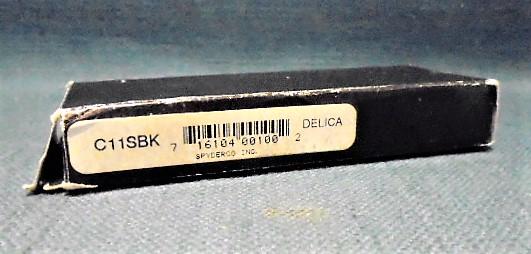 C11SBK 7 16104 00100 2 DELICA
SPYDERCO INC.